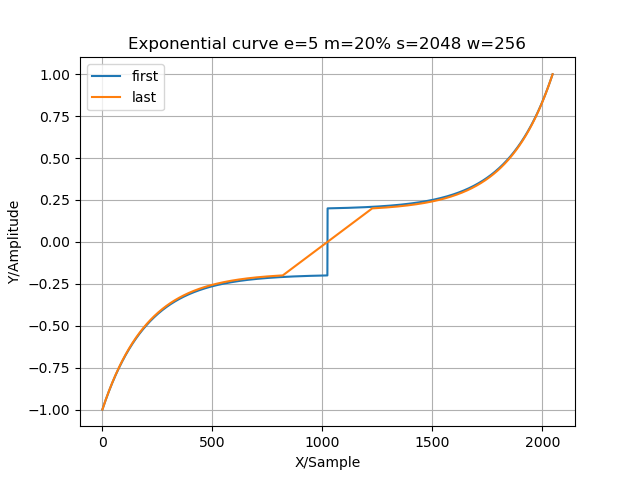 Exponential curve e=5 m=20% s=2048 w=256
first
last
1.00
0.75
0.50
0.25
0.00
−0.25
−0.50
−0.75
−1.00
Y/Amplitude
0 500 1000 1500 2000
X/Sample